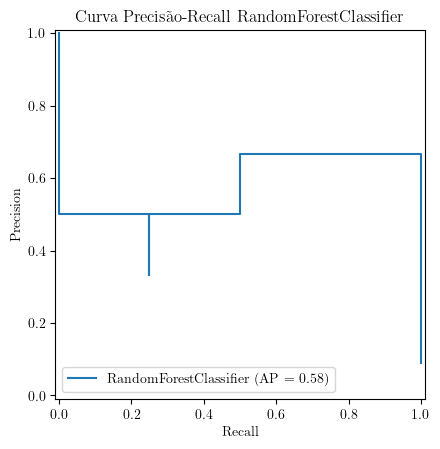 Curva Precisão-Recall RandomForestClassifier
1.0
0.8
0.6
0.4
0.2
0.0
Precision
RandomForestClassifier (AP = 0.58)
0.0 0.2 0.4 0.6 0.8 1.0
Recall